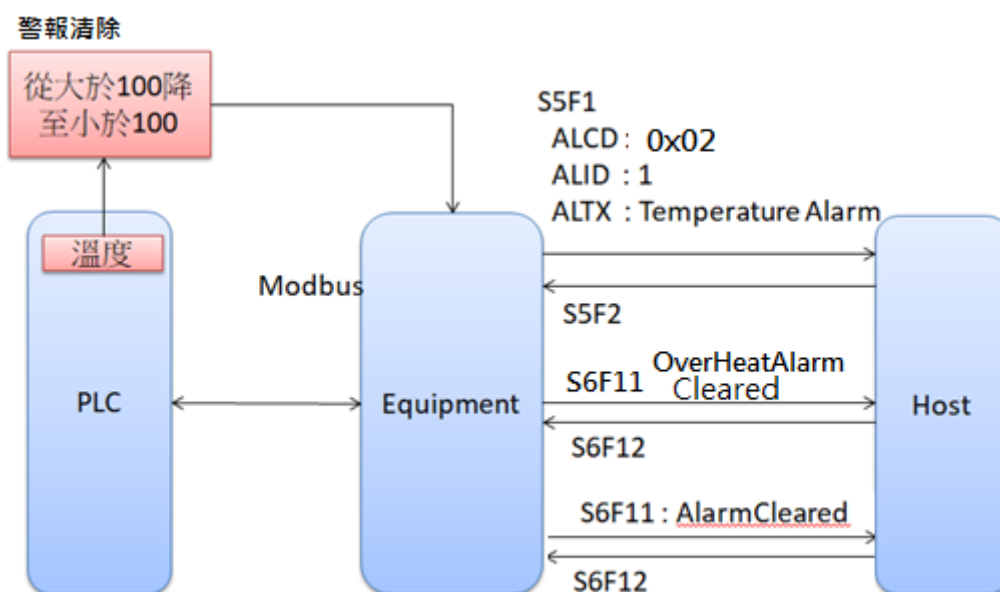 警報清除
從大於100降
至小於100
溫度
PLC
Modbus
Equipment
S5F1
ALCD: 0x02
ALID : 1
ALTX : Temperature Alarm
S5F2
S6F11 OverHeatAlarm
Cleared
S6F12
S6F11 : AlarmCleared
S6F12
Host